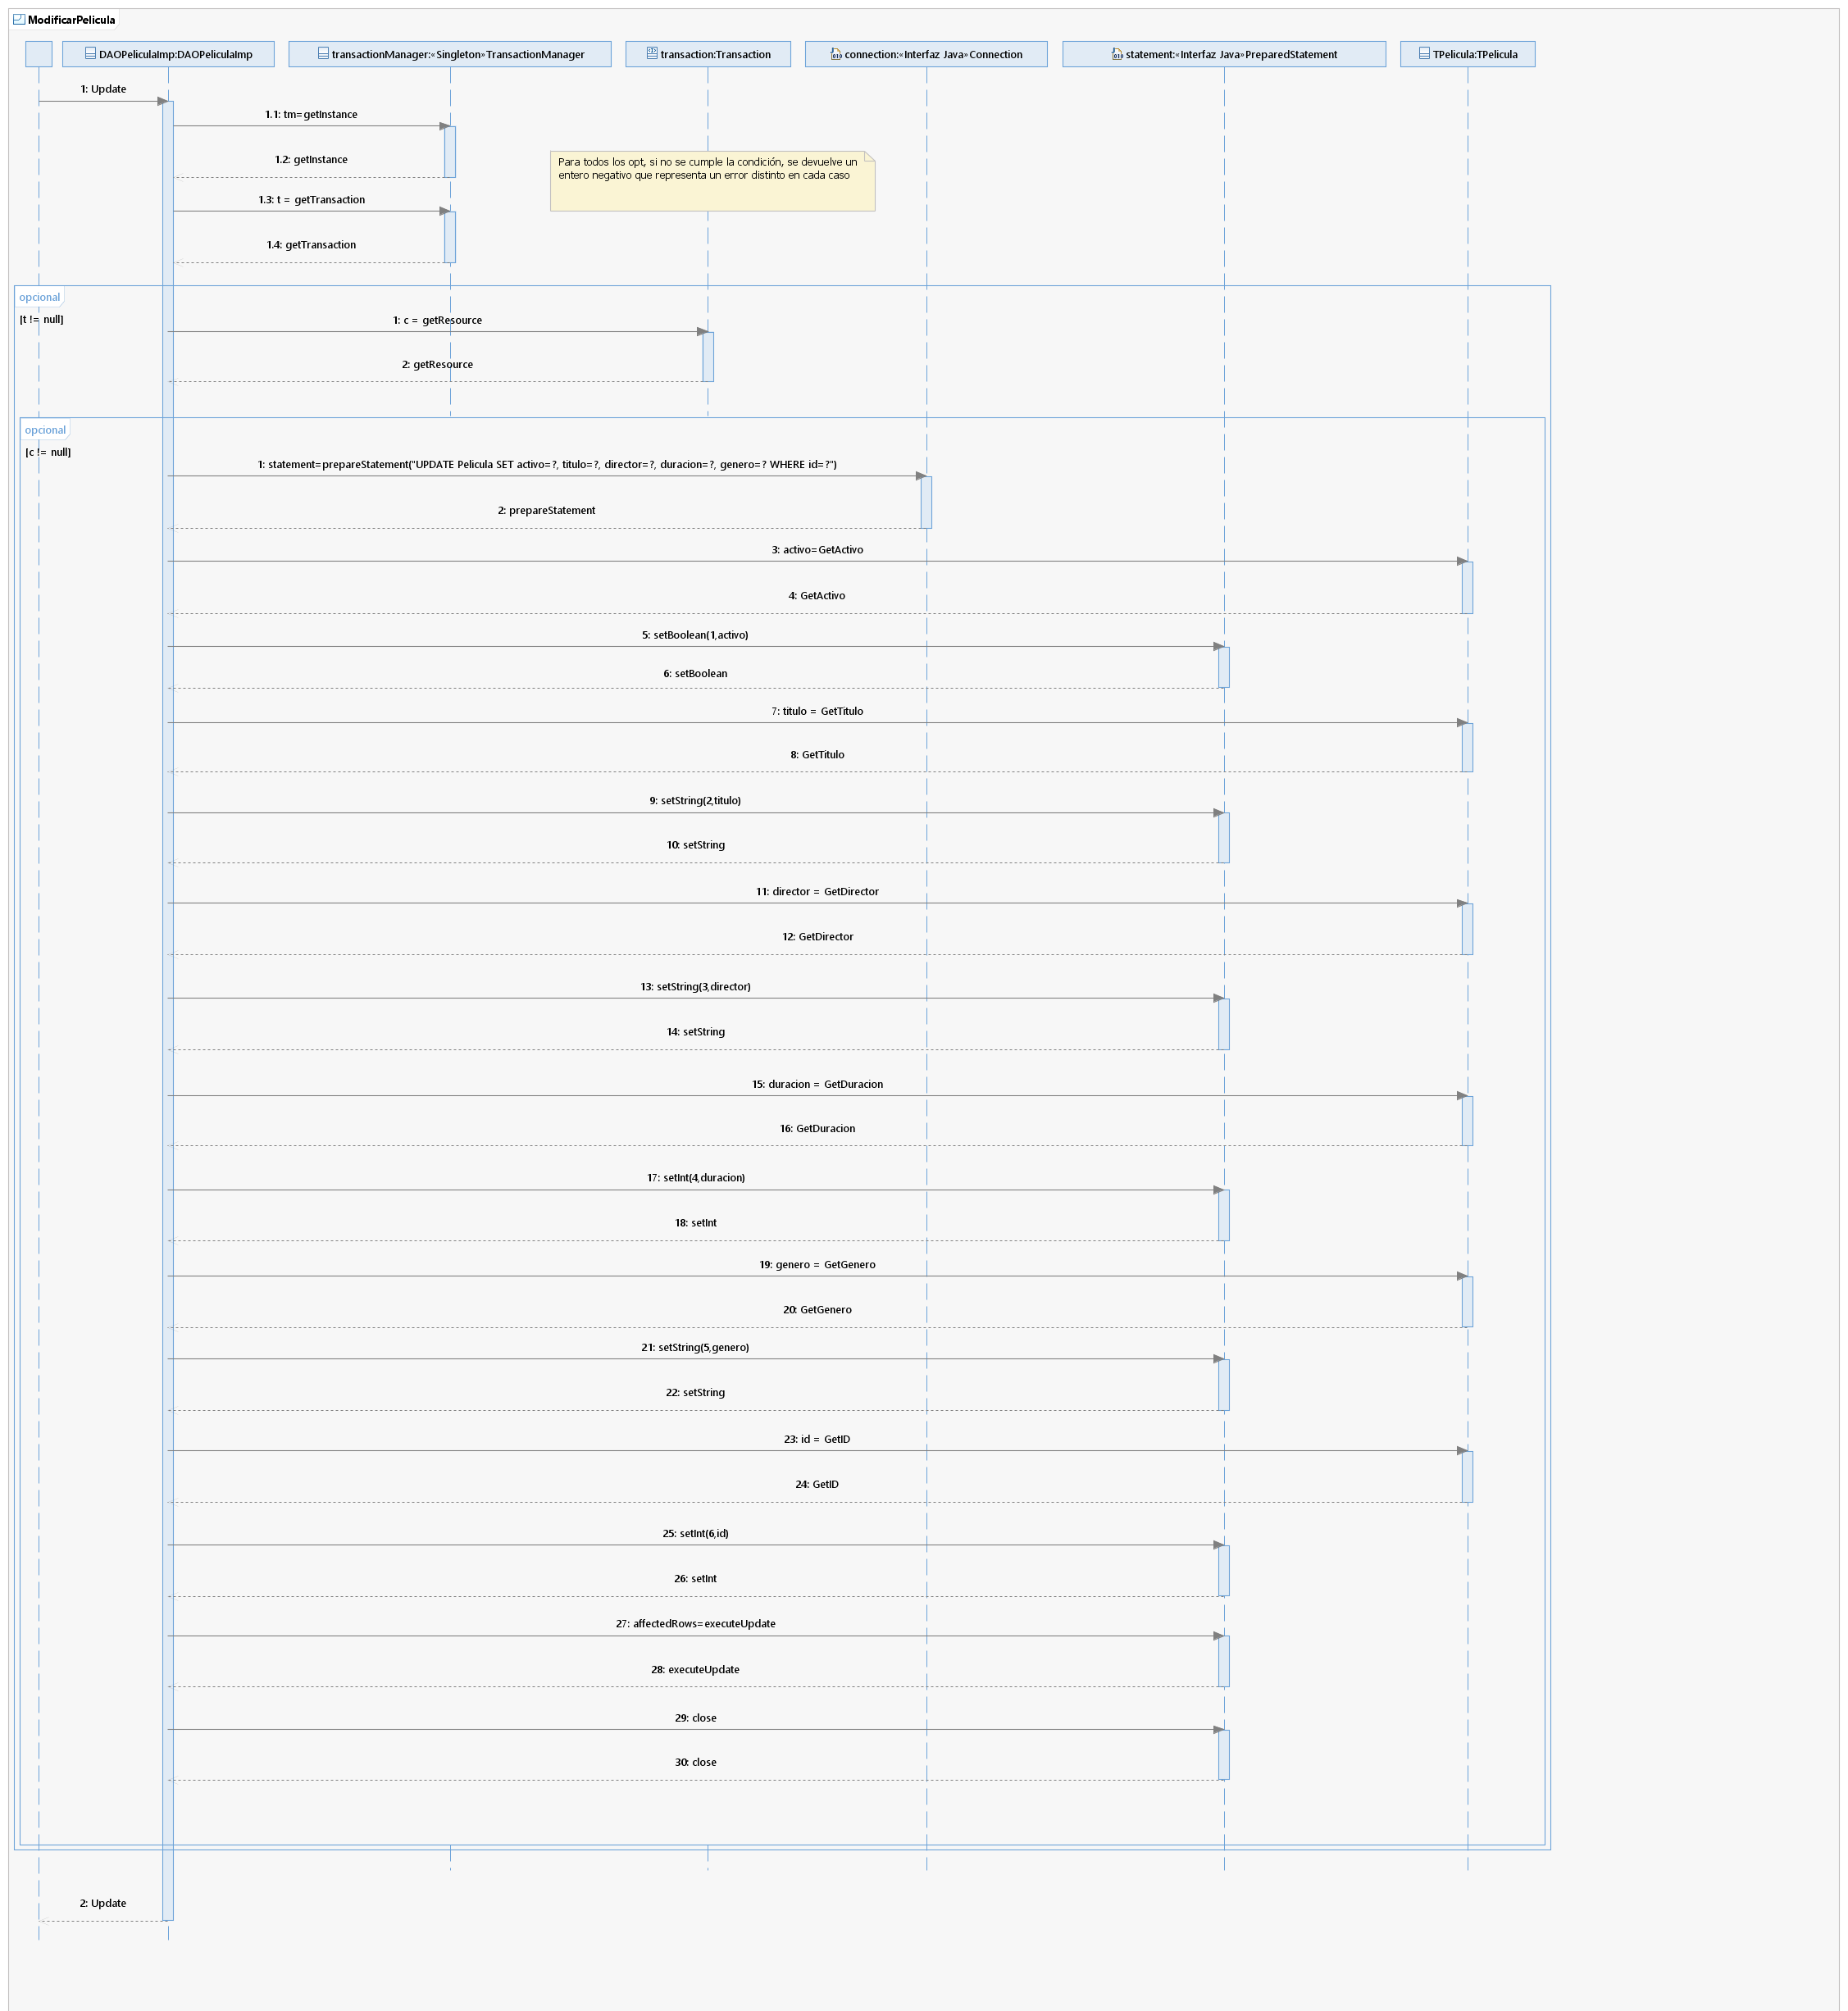 ModificarPelicula
DAOPeliculaImp:DAOPeliculaImp
transactionManager:«Singleton»TransactionManager
transaction:Transaction
connection:«Interfaz Java»Connection
statement:«Interfaz Java»PreparedStatement
TPelicula:TPelicula
1: Update
1.1: tm=getInstance
1.2: getInstance
Para todos los opt, si no se cumple la condición, se devuelve un
entero negativo que representa un error distinto en cada caso
1.3: t = getTransaction
1.4: getTransaction
opcional
[t != null]
1: c = getResource
2: getResource
opcional
[c != null]
1: statement=prepareStatement("UPDATE Pelicula SET activo=?, titulo=?, director=?, duracion=?, genero=? WHERE id=?")
2: prepareStatement
3: activo=GetActivo
4: GetActivo
5: setBoolean(1,activo)
6: setBoolean
7: titulo = GetTitulo
8: GetTitulo
9: setString(2,titulo)
10: setString
11: director = GetDirector
12: GetDirector
13: setString(3,director)
14: setString
15: duracion = GetDuracion
16: GetDuracion
17: setInt(4,duracion)
18: setInt
19: genero = GetGenero
20: GetGenero
21: setString(5,genero)
22: setString
23: id = GetID
24: GetID
25: setInt(6,id)
26: setInt
27: affectedRows=executeUpdate
28: executeUpdate
29: close
30: close
2: Update